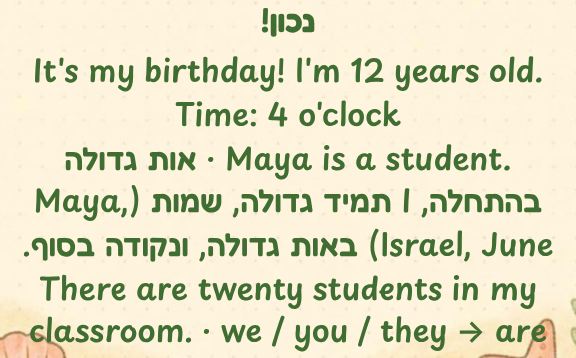 נכון!
It's my birthday! I'm 12 years old.
Time: 4 o'clock
אות גדולה · Maya is a student.
בהתחלה, I תמיד גדולה, שמות (Maya,
Israel, June) באות גדולה, ונקודה בסוף.
There are twenty students in my
classroom. · we / you / they → are